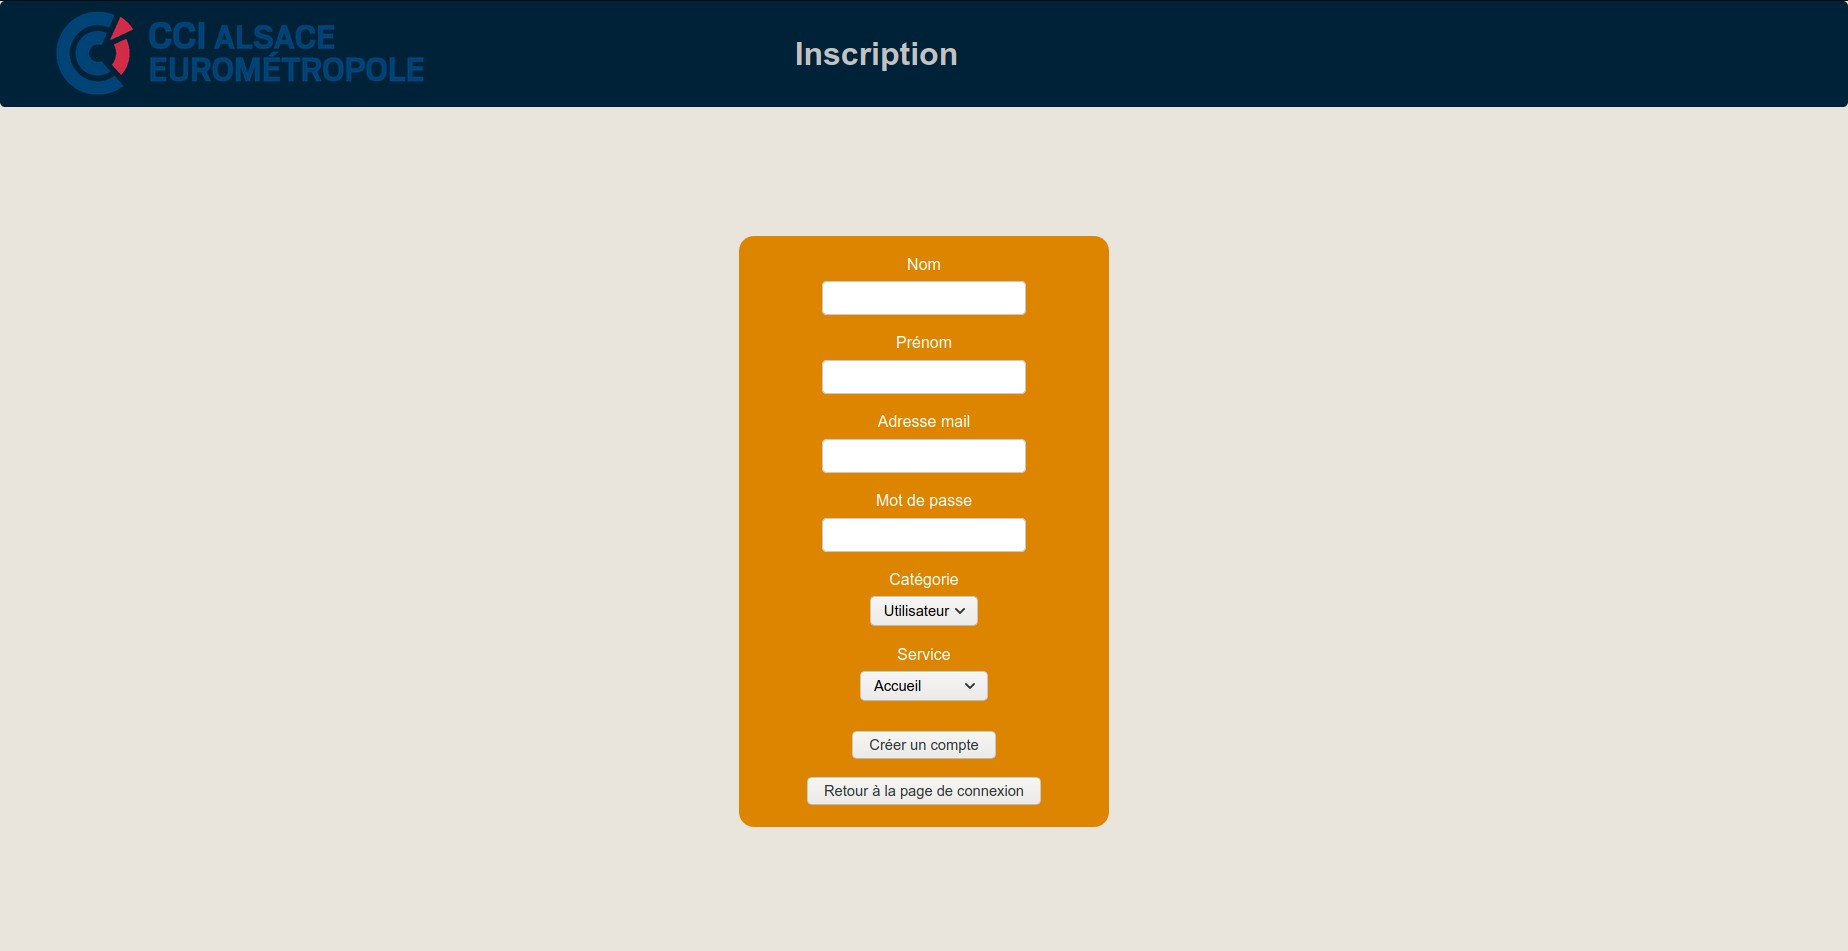 CCI ALSACE
EUROMÉTROPOLE
Inscription
Nom
Prénom
Adresse mail
Mot de passe
Catégorie
Utilisateur
Service
Accueil
Créer un compte
Retour à la page de connexion